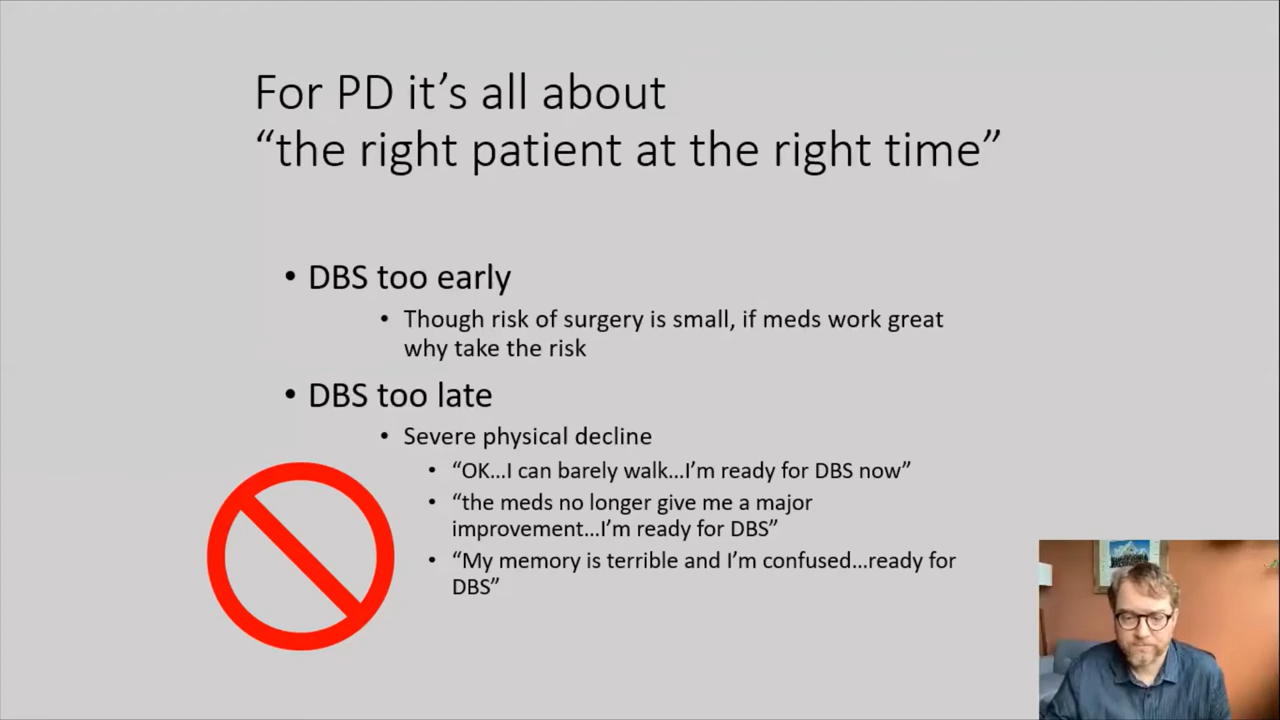 For PD it’s all about
“the right patient at the right time”
• DBS too early
• Though risk of surgery is small, if meds work great
why take the risk
• DBS too late
• Severe physical decline
• “OK…I can barely walk…I’m ready for DBS now”
• “the meds no longer give me a major
improvement…I’m ready for DBS”
• “My memory is terrible and I’m confused…ready for
DBS”